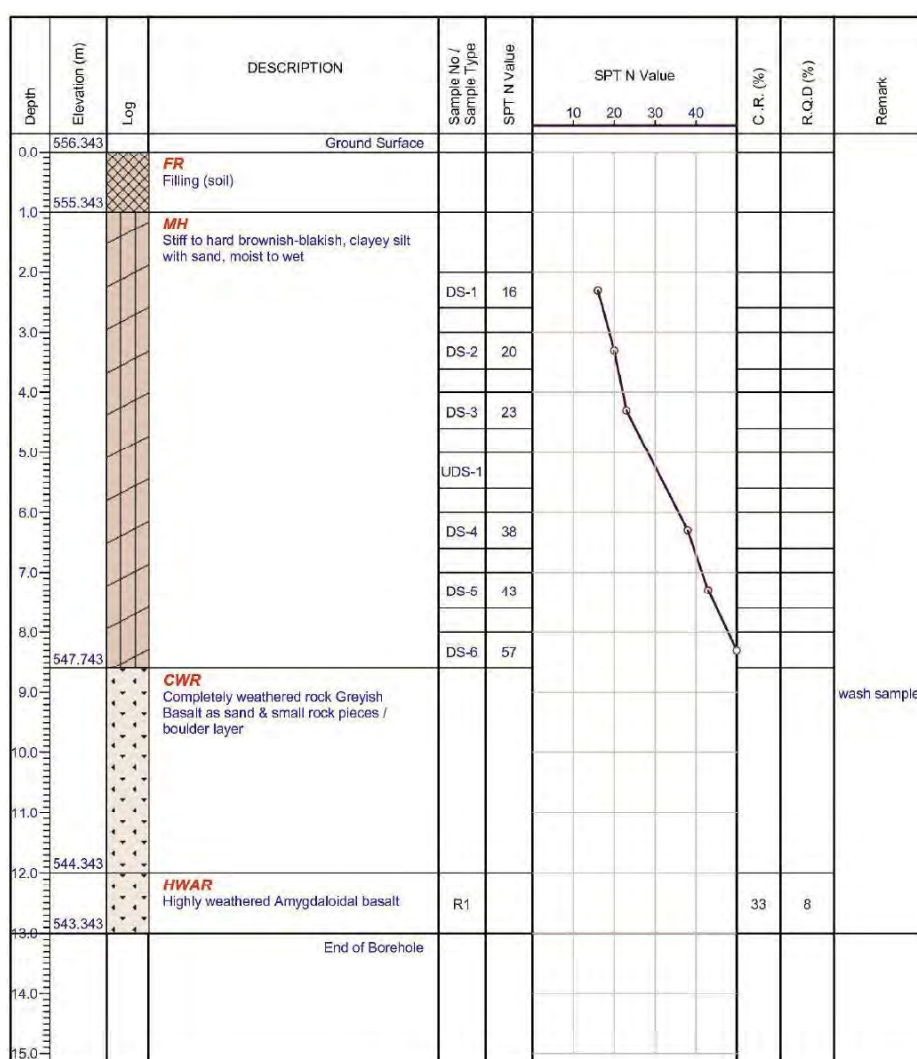 Depth
Elevation (m)
Log
DESCRIPTION
Sample No /
Sample Type
SPT N Value
SPT N Value
10 20 30 40
C .R. (%)
R.Q.D (%)
Remark
0.0
556.343
Ground Surface
FR
Filling (soil)
555.343
1.0
MH
Stiff to hard brownish-blakish, clayey silt
with sand, moist to wet
2.0
DS-1 16
3.0
DS-2 20
4.0
DS-3 23
5.0
UDS-1
6.0
DS-4 38
7.0
DS-5 43
8.0
547.743
DS-6 57
CWR
9.0
Completely weathered rock Greyish
Basalt as sand & small rock pieces /
boulder layer
wash sample
10.0
11.0
544.343
12.0
HWAR
Highly weathered Amygdaloidal basalt
R1
33
8
543.343
13.0
End of Borehole
14.0
15.0